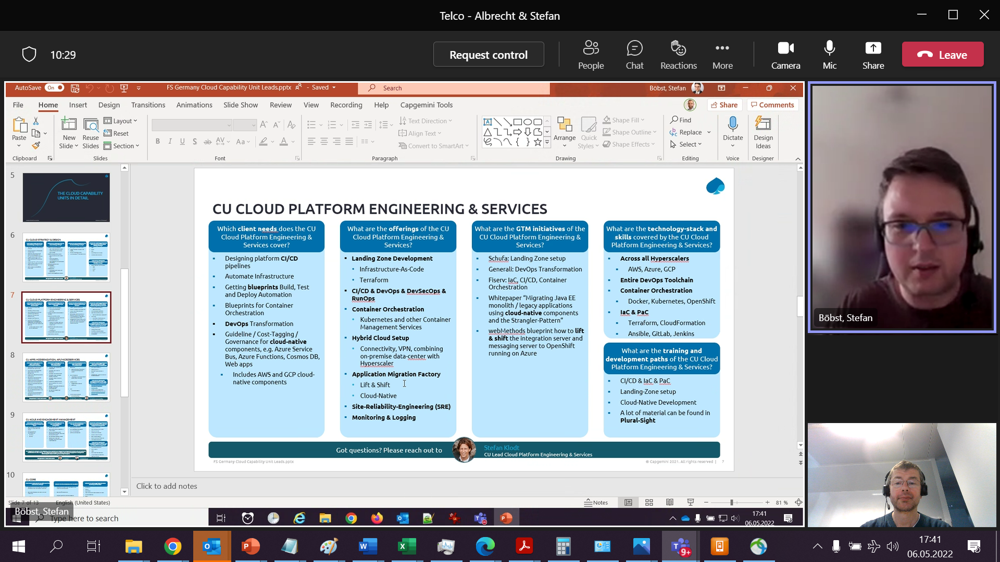 Telco - Albrecht & Stefan
10:29
Request control
People
Chat
Reactions
More
Camera
Mic
Share
Leave
AutoSave
On
FS Germany Cloud Capability Unit Leads.pptx
- Saved
Search
Böbst, Stefan
File
Home
Insert
Design
Transitions
Animations
Slide Show
Review
View
Recording
Help
Capgemini Tools
Share
Comments
Paste
Clipboard
New
Slide
Reuse
Slides
Layout
Reset
Section
Slides
Font
Text Direction
Align Text
Convert to SmartArt
Paragraph
Arrange
Quick
Styles
Shape Fill
Shape Outline
Shape Effects
Drawing
Find
Replace
Select
Editing
Dictate
Voice
Design
Ideas
Designer
5
THE CLOUD CAPABILITY
UNITS IN DETAIL
6
CU CLOUD STRATEGY & DESIGN
7
CU CLOUD PLATFORM ENGINEERING & SERVICES
8
CU APPS MODERNIZATION, API/MICROSERVICES
9
CU AGILE AND ENGAGEMENT MANAGEMENT
10
CU CORE
CU CLOUD PLATFORM ENGINEERING & SERVICES
Which client needs does the CU
Cloud Platform Engineering &
Services cover?
Designing platform CI/CD
pipelines
Automate Infrastructure
Getting blueprints Build, Test
and Deploy Automation
Blueprints for Container
Orchestration
DevOps Transformation
Guideline / Cost-Tagging /
Governance for cloud-native
components, e.g. Azure Service
Bus, Azure Functions, Cosmos DB,
Web apps
Includes AWS and GCP cloud-
native components
What are the offerings of the CU
Cloud Platform Engineering &
Services?
Landing Zone Development
Infrastructure-As-Code
Terraform
CI/CD & DevOps & DevSecOps &
RunOps
Container Orchestration
Kubernetes and other Container
Management Services
Hybrid Cloud Setup
Connectivity, VPN, combining
on-premise data-center with
Hyperscaler
Application Migration Factory
Lift & Shift
Cloud-Native
Site-Reliability-Engineering (SRE)
Monitoring & Logging
What are the GTM initiatives of the
CU Cloud Platform Engineering &
Services?
Schufa: Landing Zone setup
Generali: DevOps Transformation
Fiserv: IaC, CI/CD, Container
Orchestration
Whitepaper “Migrating Java EE
monolith / legacy applications
using cloud-native components
and the Strangler-Pattern”
webMethods blueprint how to lift
& shift the integration server and
messaging server to OpenShift
running on Azure
What are the technology-stack and
skills covered by the CU Cloud
Platform Engineering & Services?
Across all Hyperscalers
AWS, Azure, GCP
Entire DevOps Toolchain
Container Orchestration
Docker, Kubernetes, OpenShift
IaC & PaC
Terraform, CloudFormation
Ansible, GitLab, Jenkins
What are the training and
development paths of the CU Cloud
Platform Engineering & Services?
CI/CD & IaC & PaC
Landing-Zone setup
Cloud-Native Development
A lot of material can be found in
Plural-Sight
Got questions? Please reach out to
Stefan Klodt
CU Lead Cloud Platform Engineering & Services
FS Germany Cloud Capability Unit Leads.pptx
© Capgemini 2021. All rights reserved | 7
Click to add notes
Slide 7 of 13
English (United States)
Notes
81 %
Böbst, Stefan
Type here to search
17:41
06.05.2022
Böbst, Stefan
9+
17:41
06.05.2022